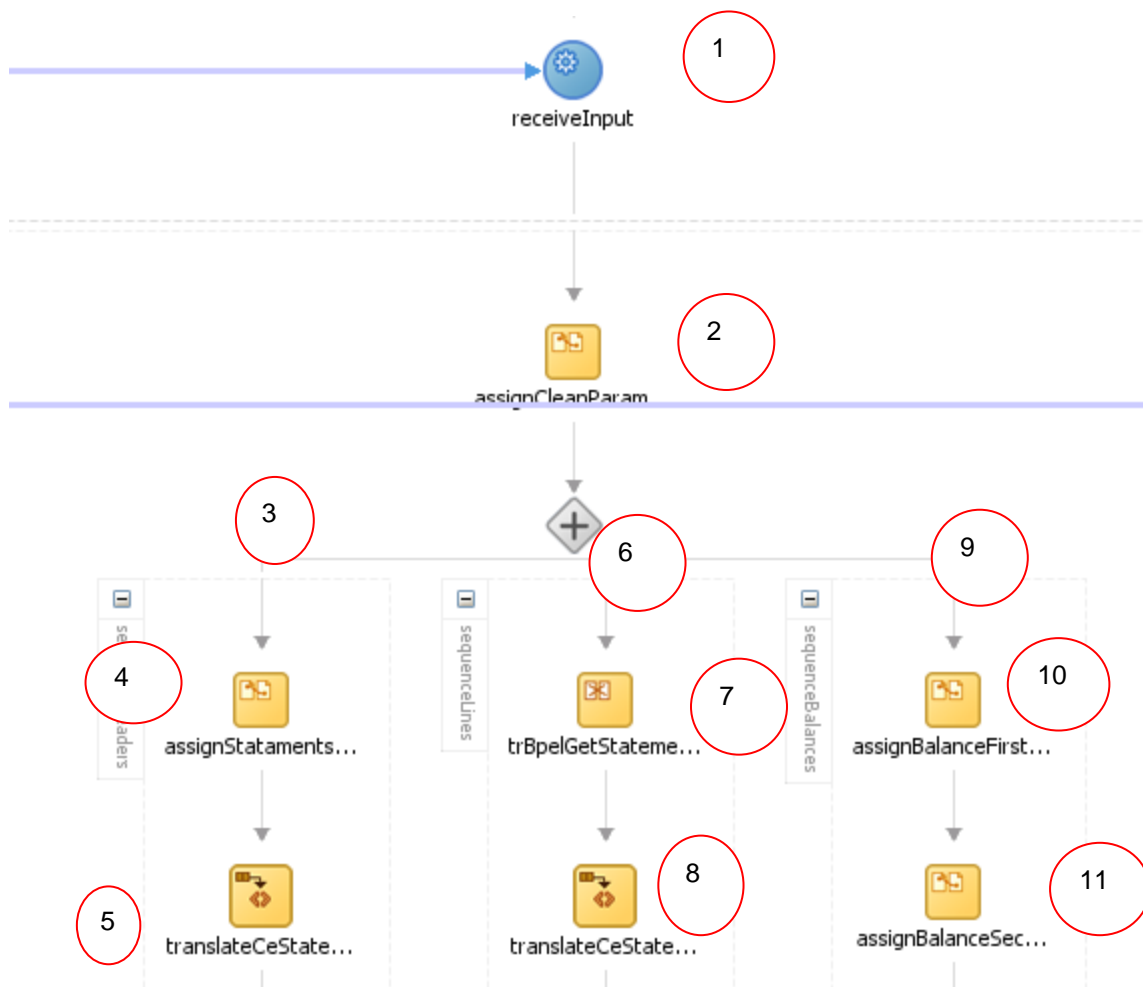 1
receiveInput
2
assignCleanParam
3
6
9
sequenceLines
sequenceBalances
4
aders
7
10
assignStataments...
trBpelGetStateme...
assignBalanceFirst...
5
8
11
translateCeState...
translateCeState...
assignBalanceSec...